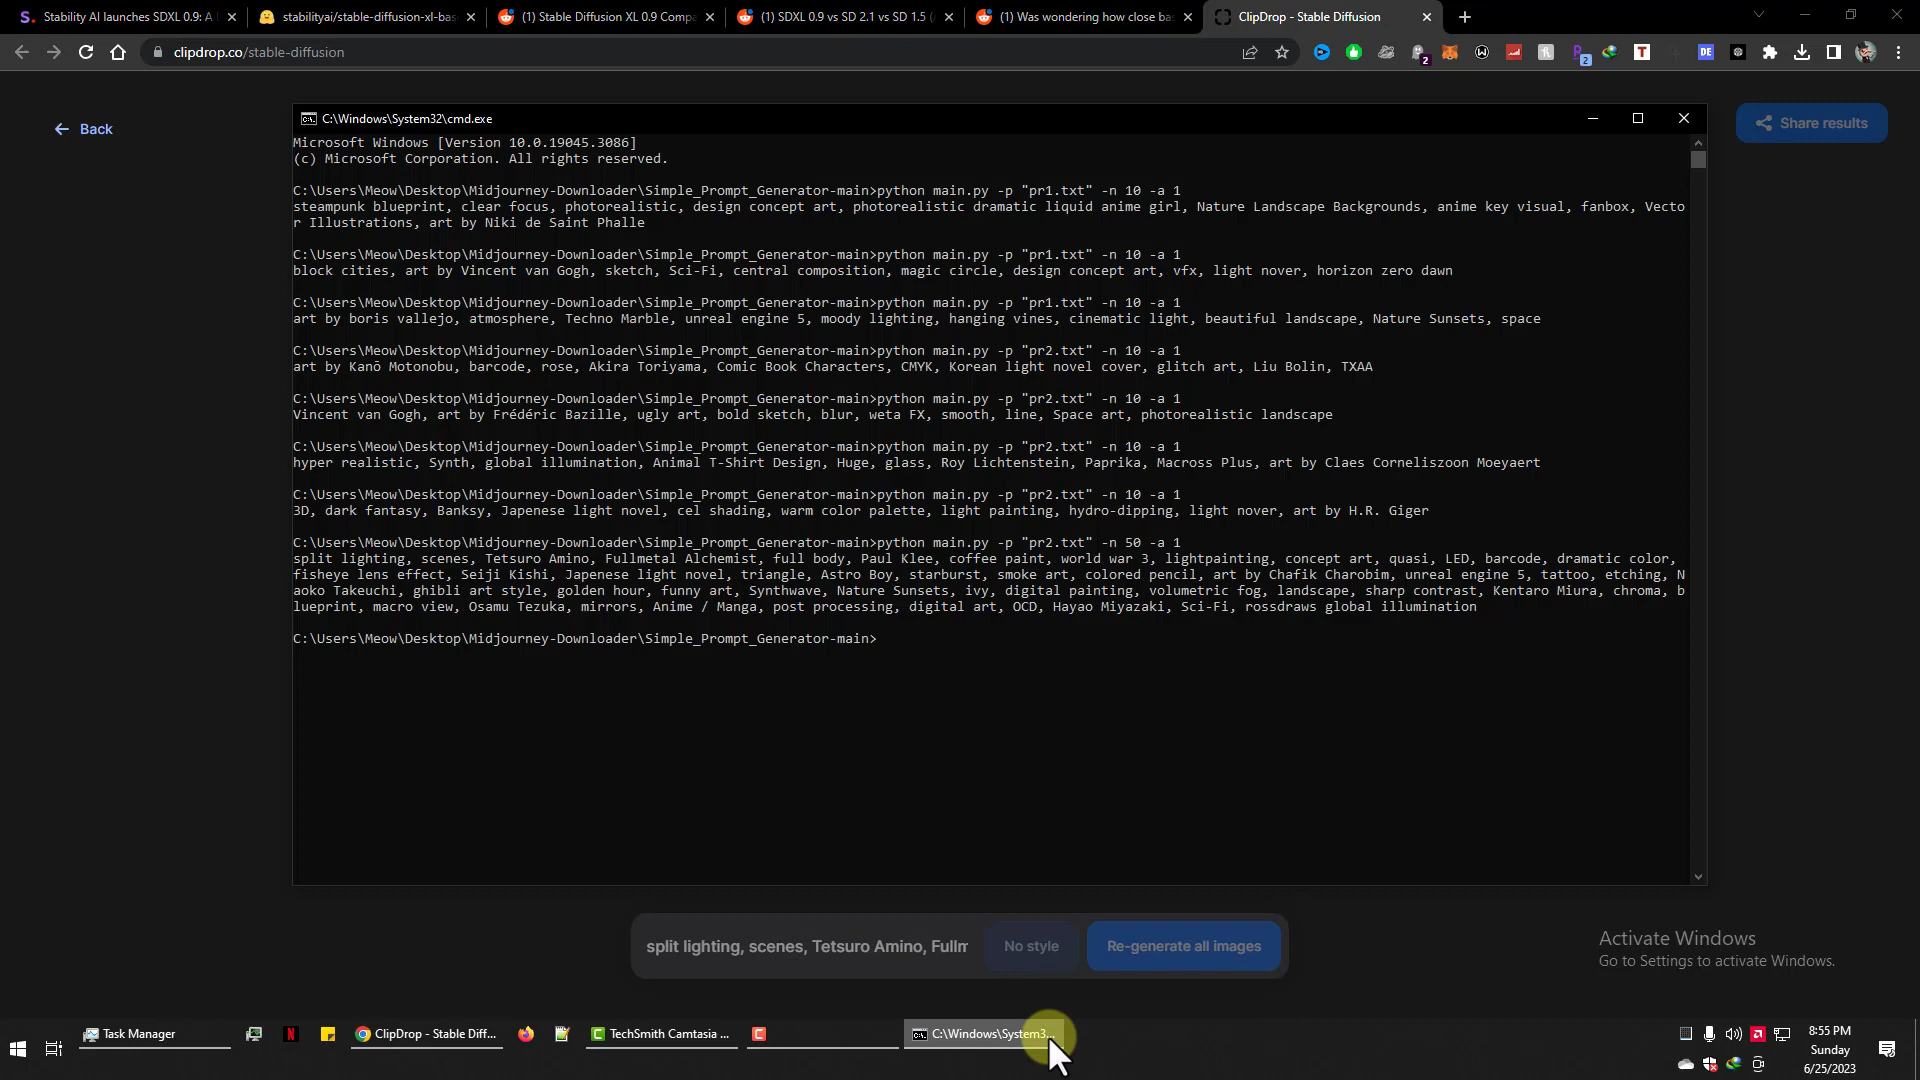 Stability AI launches SDXL 0.9: A
stabilityai/stable-diffusion-xl-bas
(1) Stable Diffusion XL 0.9 Compa
(1) SDXL 0.9 vs SD 2.1 vs SD 1.5 (
(1) Was wondering how close ba
ClipDrop - Stable Diffusion
clipdrop.co/stable-diffusion
Back
C:\Windows\System32\cmd.exe
Share results
Microsoft Windows [Version 10.0.19045.3086]
(c) Microsoft Corporation. All rights reserved.
C:\Users\Meow\Desktop\Midjourney-Downloader\Simple_Prompt_Generator-main>python main.py -p "pr1.txt" -n 10 -a 1
steampunk blueprint, clear focus, photorealistic, design concept art, photorealistic dramatic liquid anime girl, Nature Landscape Backgrounds, anime key visual, fanbox, Vecto
r Illustrations, art by Niki de Saint Phalle
C:\Users\Meow\Desktop\Midjourney-Downloader\Simple_Prompt_Generator-main>python main.py -p "pr1.txt" -n 10 -a 1
block cities, art by Vincent van Gogh, sketch, Sci-Fi, central composition, magic circle, design concept art, vfx, light nover, horizon zero dawn
C:\Users\Meow\Desktop\Midjourney-Downloader\Simple_Prompt_Generator-main>python main.py -p "pr1.txt" -n 10 -a 1
art by boris vallejo, atmosphere, Techno Marble, unreal engine 5, moody lighting, hanging vines, cinematic light, beautiful landscape, Nature Sunsets, space
C:\Users\Meow\Desktop\Midjourney-Downloader\Simple_Prompt_Generator-main>python main.py -p "pr2.txt" -n 10 -a 1
art by Kanō Motonobu, barcode, rose, Akira Toriyama, Comic Book Characters, CMYK, Korean light novel cover, glitch art, Liu Bolin, TXAA
C:\Users\Meow\Desktop\Midjourney-Downloader\Simple_Prompt_Generator-main>python main.py -p "pr2.txt" -n 10 -a 1
Vincent van Gogh, art by Frédéric Bazille, ugly art, bold sketch, blur, weta FX, smooth, line, Space art, photorealistic landscape
C:\Users\Meow\Desktop\Midjourney-Downloader\Simple_Prompt_Generator-main>python main.py -p "pr2.txt" -n 10 -a 1
hyper realistic, Synth, global illumination, Animal T-Shirt Design, Huge, glass, Roy Lichtenstein, Paprika, Macross Plus, art by Claes Corneliszoon Moeyaert
C:\Users\Meow\Desktop\Midjourney-Downloader\Simple_Prompt_Generator-main>python main.py -p "pr2.txt" -n 10 -a 1
3D, dark fantasy, Banksy, Japenese light novel, cel shading, warm color palette, light painting, hydro-dipping, light nover, art by H.R. Giger
C:\Users\Meow\Desktop\Midjourney-Downloader\Simple_Prompt_Generator-main>python main.py -p "pr2.txt" -n 50 -a 1
split lighting, scenes, Tetsuro Amino, Fullmetal Alchemist, full body, Paul Klee, coffee paint, world war 3, lightpainting, concept art, quasi, LED, barcode, dramatic color,
fisheye lens effect, Seiji Kishi, Japenese light novel, triangle, Astro Boy, starburst, smoke art, colored pencil, art by Chafik Charobim, unreal engine 5, tattoo, etching, N
aoko Takeuchi, ghibli art style, golden hour, funny art, Synthwave, Nature Sunsets, ivy, digital painting, volumetric fog, landscape, sharp contrast, Kentaro Miura, chroma, b
lueprint, macro view, Osamu Tezuka, mirrors, Anime / Manga, post processing, digital art, OCD, Hayao Miyazaki, Sci-Fi, rossdraws global illumination
C:\Users\Meow\Desktop\Midjourney-Downloader\Simple_Prompt_Generator-main>
split lighting, scenes, Tetsuro Amino, Fullm
No style
Re-generate all images
Activate Windows
Go to Settings to activate Windows.
Task Manager
ClipDrop - Stable Diff...
TechSmith Camtasia ...
C:\Windows\System3...
8:55 PM
Sunday
6/25/2023